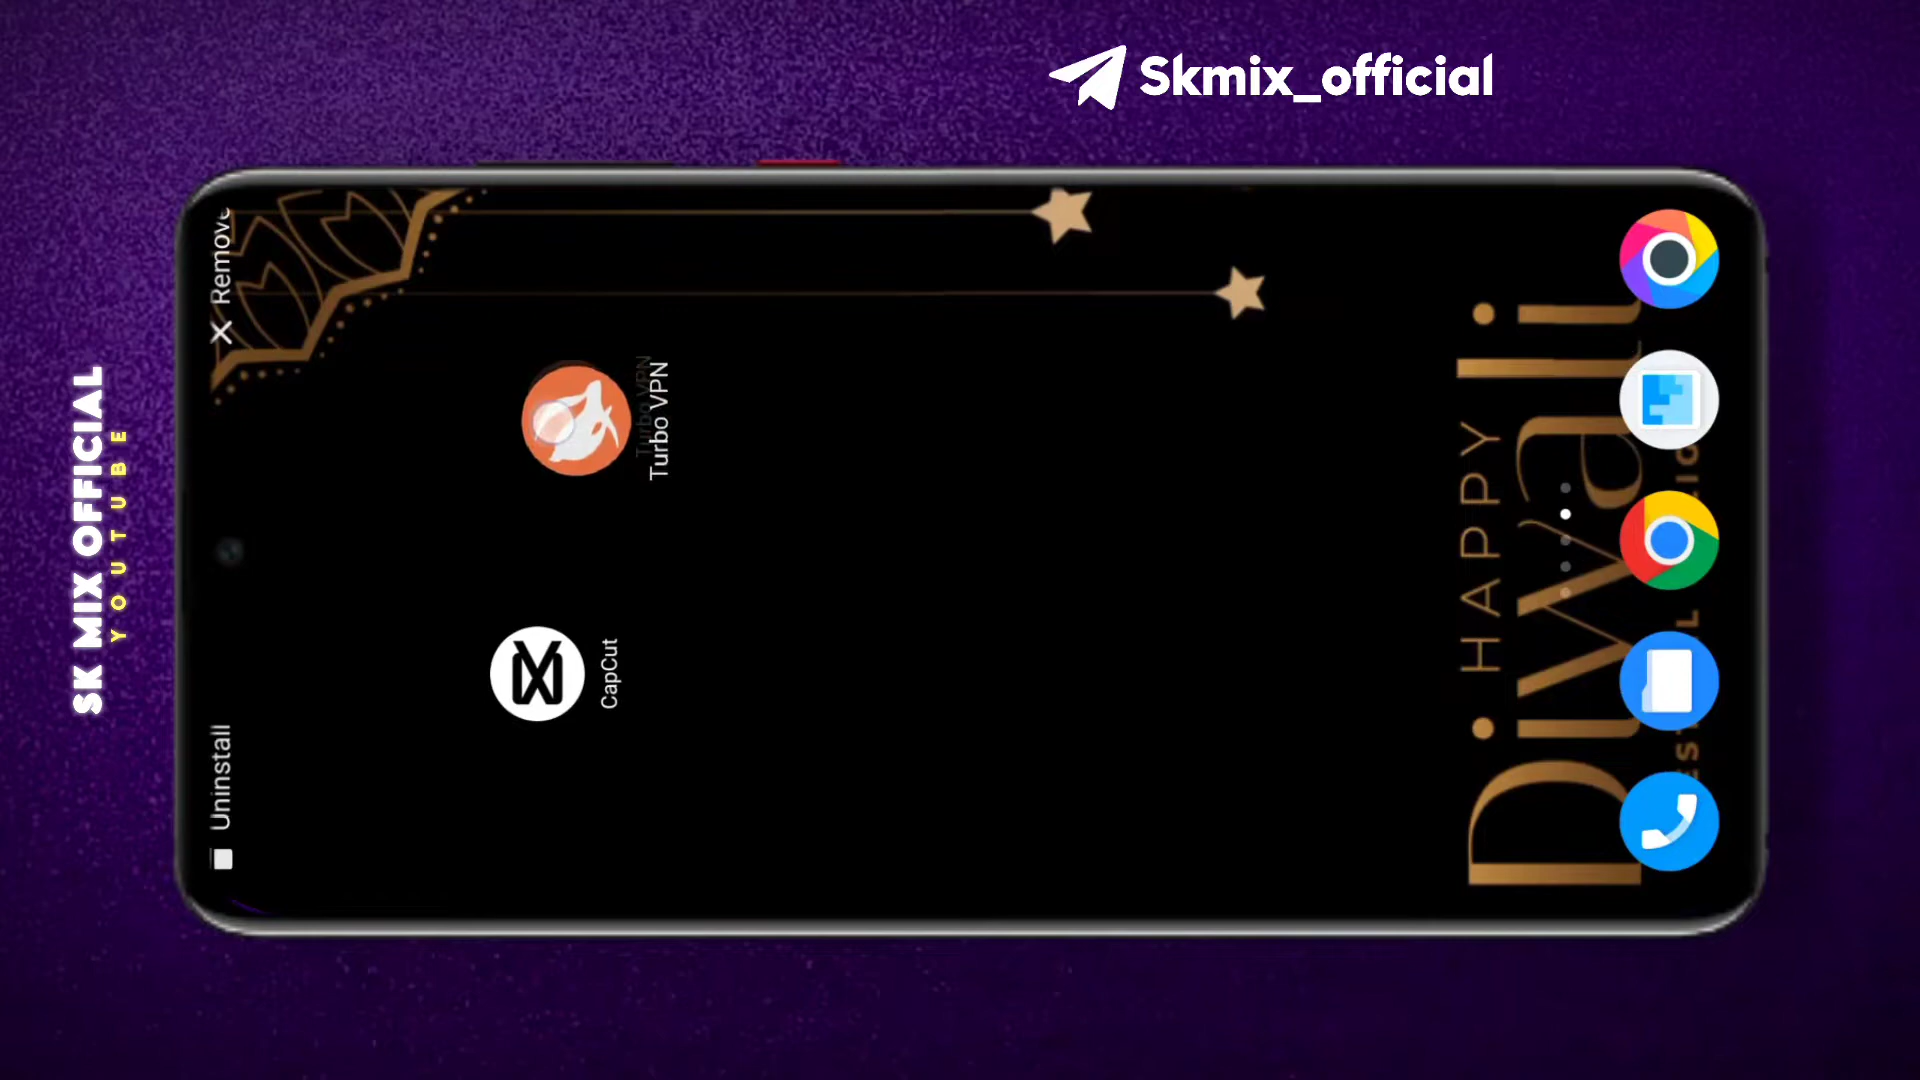 Skmix_official
SK MIX OFFICIAL
YOUTUBE
Uninstall
Remove
CapCut
Turbo VPN
HAPPY
Diwali